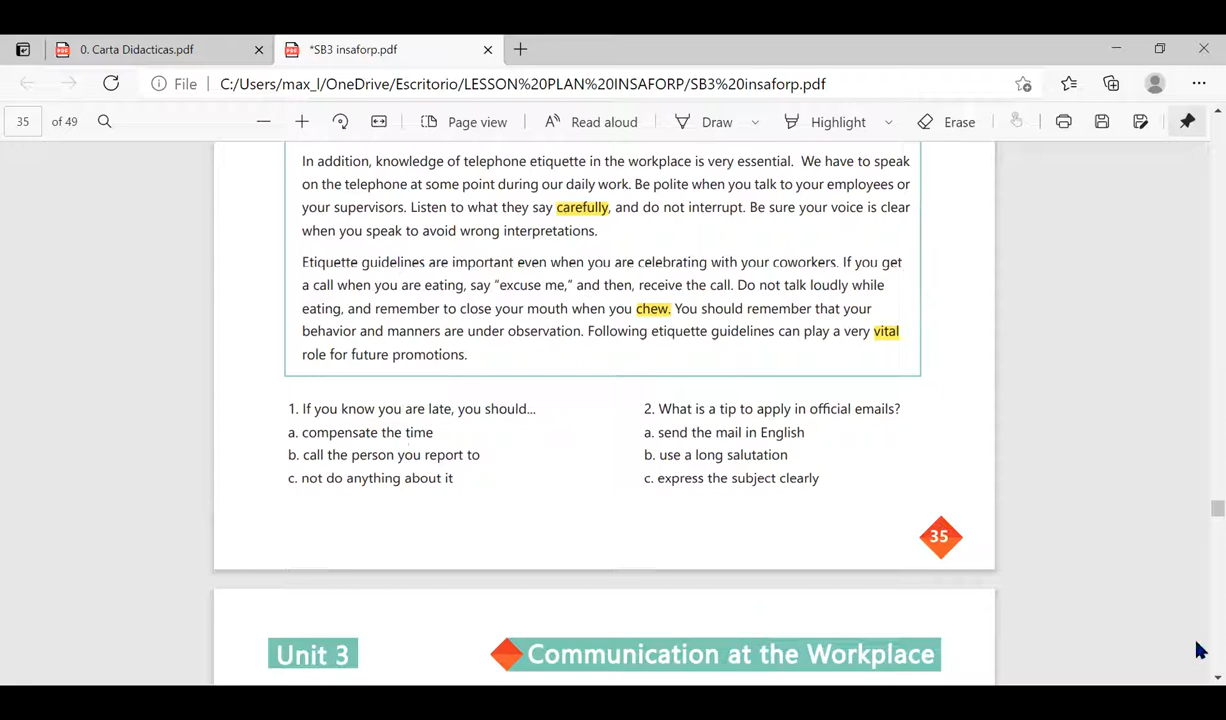 0. Carta Didacticas.pdf
*SB3 insaforp.pdf
File C:/Users/max_l/OneDrive/Escritorio/LESSON%20PLAN%20INSAFORP/SB3%20insaforp.pdf
35 of 49 Page view Read aloud Draw Highlight Erase
In addition, knowledge of telephone etiquette in the workplace is very essential. We have to speak
on the telephone at some point during our daily work. Be polite when you talk to your employees or
your supervisors. Listen to what they say carefully, and do not interrupt. Be sure your voice is clear
when you speak to avoid wrong interpretations.
Etiquette guidelines are important even when you are celebrating with your coworkers. If you get
a call when you are eating, say “excuse me,” and then, receive the call. Do not talk loudly while
eating, and remember to close your mouth when you chew. You should remember that your
behavior and manners are under observation. Following etiquette guidelines can play a very vital
role for future promotions.
1. If you know you are late, you should...
a. compensate the time
b. call the person you report to
c. not do anything about it
2. What is a tip to apply in official emails?
a. send the mail in English
b. use a long salutation
c. express the subject clearly
35
Unit 3
Communication at the Workplace